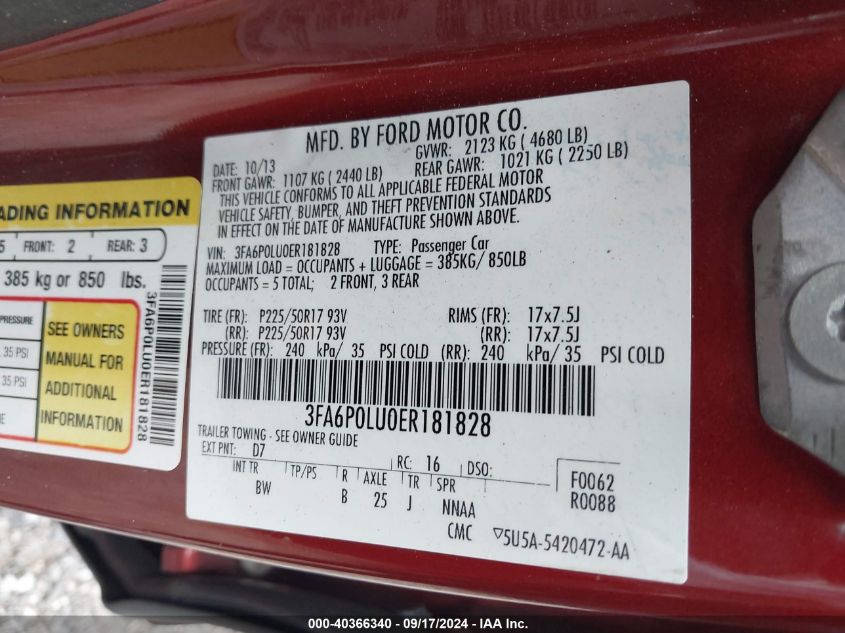 MFD. BY FORD MOTOR CO.
DATE: 10/13
GVWR: 2123 KG ( 4680 LB)
FRONT GAWR: 1107 KG ( 2440 LB)
REAR GAWR: 1021 KG ( 2250 LB)
THIS VEHICLE CONFORMS TO ALL APPLICABLE FEDERAL MOTOR
VEHICLE SAFETY, BUMPER, AND THEFT PREVENTION STANDARDS
IN EFFECT ON THE DATE OF MANUFACTURE SHOWN ABOVE.
VIN: 3FA6P0LU0ER181828 TYPE: Passenger Car
MAXIMUM LOAD = OCCUPANTS + LUGGAGE = 385KG/ 850LB
OCCUPANTS = 5 TOTAL; 2 FRONT, 3 REAR
TIRE (FR): P225/50R17 93V RIMS (FR): 17x7.5J
(RR): P225/50R17 93V (RR): 17x7.5J
PRESSURE (FR): 240 kPa/ 35 PSI COLD (RR): 240 kPa/ 35 PSI COLD
3FA6P0LU0ER181828
TRAILER TOWING - SEE OWNER GUIDE
EXT PNT: D7 RC: 16 DSO:
INT TR TP/PS R AXLE TR SPR
BW B 25 J NNAA
F0062
R0088
CMC ▽5U5A-5420472-AA
ADING INFORMATION
5 FRONT: 2 REAR: 3
385 kg or 850 lbs.
PRESSURE
35 PSI
35 PSI
SEE OWNERS
MANUAL FOR
ADDITIONAL
INFORMATION
3FA6P0LU0ER181828
000-40366340 - 09/17/2024 - IAA Inc.